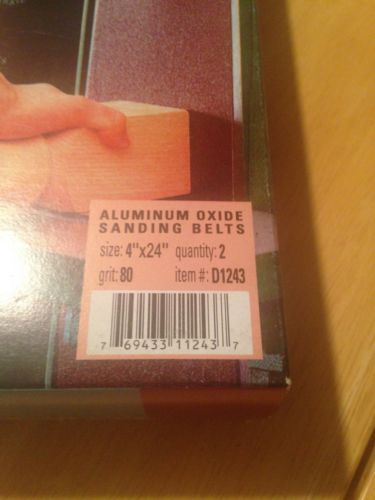 ALUMINUM OXIDE
SANDING BELTS
size: 4"x24" quantity: 2
grit: 80 item #: D1243
7 69433 11243 7